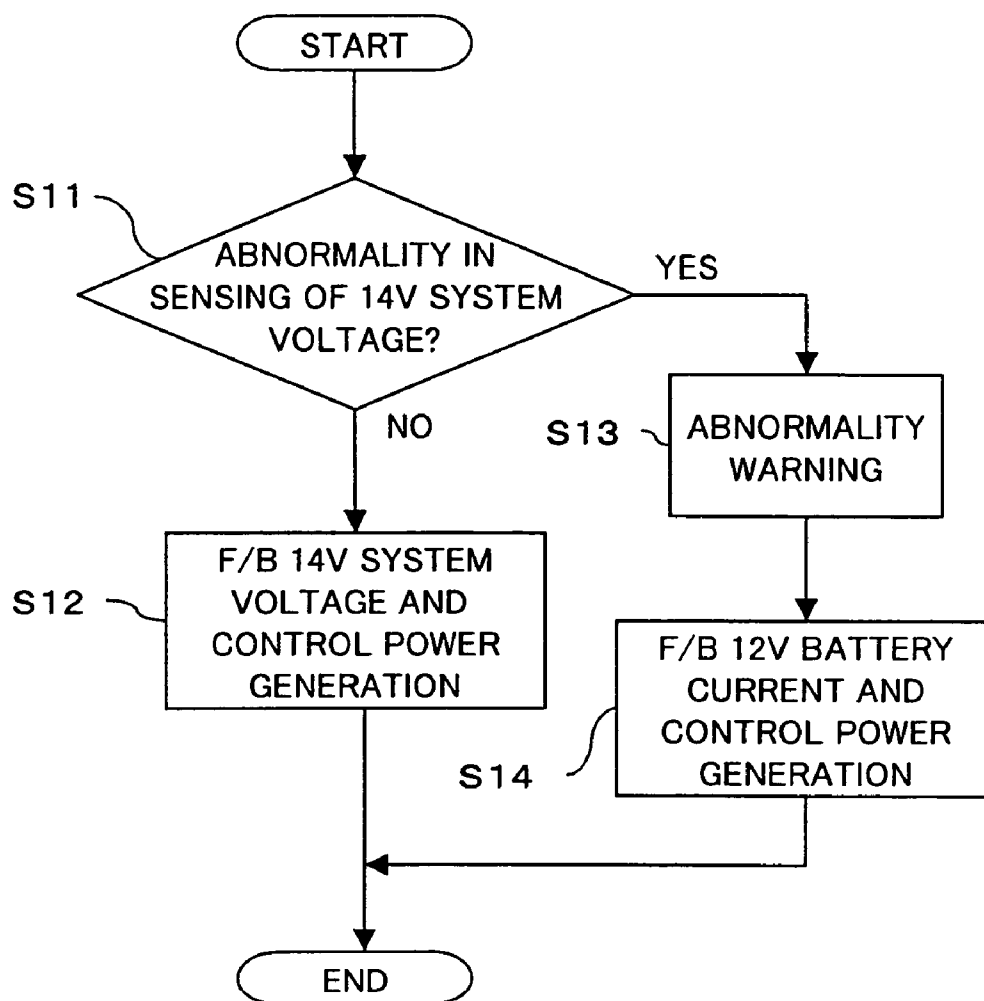 START
S11
ABNORMALITY IN
SENSING OF 14V SYSTEM
VOLTAGE?
YES
NO
S13
ABNORMALITY
WARNING
S12
F/B 14V SYSTEM
VOLTAGE AND
CONTROL POWER
GENERATION
S14
F/B 12V BATTERY
CURRENT AND
CONTROL POWER
GENERATION
END